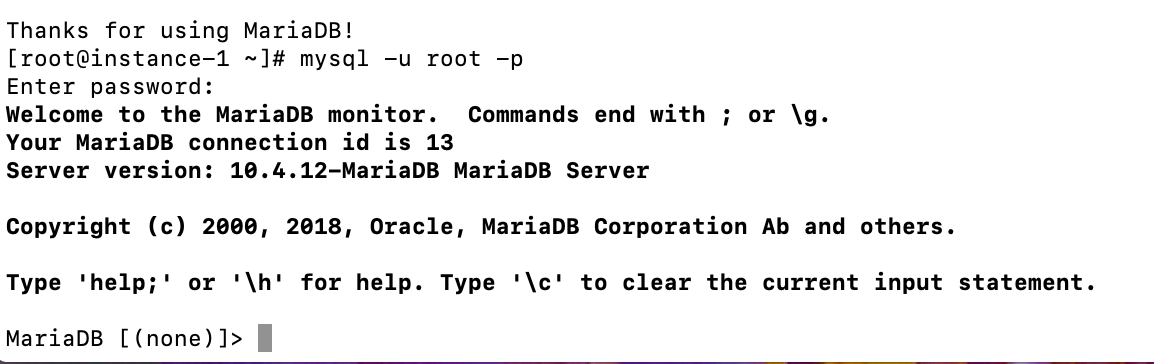 Thanks for using MariaDB!
[root@instance-1 ~]# mysql -u root -p
Enter password:
Welcome to the MariaDB monitor.  Commands end with ; or \g.
Your MariaDB connection id is 13
Server version: 10.4.12-MariaDB MariaDB Server
Copyright (c) 2000, 2018, Oracle, MariaDB Corporation Ab and others.
Type 'help;' or '\h' for help. Type '\c' to clear the current input statement.
MariaDB [(none)]>